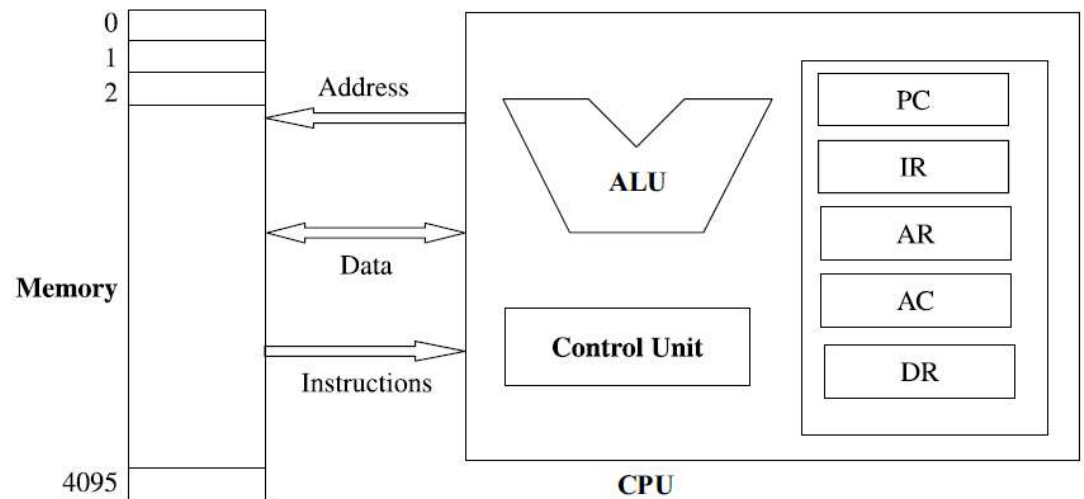 0
1
2
Address
Data
Memory
Instructions
4095
ALU
Control Unit
PC
IR
AR
AC
DR
CPU